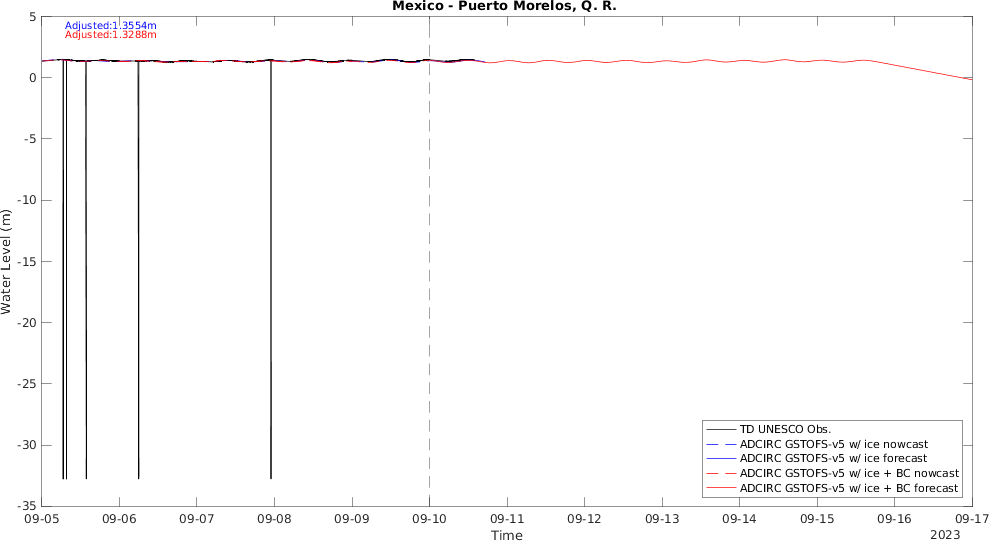 Mexico - Puerto Morelos, Q. R.
Adjusted:1.3554m
Adjusted:1.3288m
5
0
-5
-10
-15
-20
-25
-30
-35
Water Level (m)
TD UNESCO Obs.
ADCIRC GSTOFS-v5 w/ ice nowcast
ADCIRC GSTOFS-v5 w/ ice forecast
ADCIRC GSTOFS-v5 w/ ice + BC nowcast
ADCIRC GSTOFS-v5 w/ ice + BC forecast
09-05 09-06 09-07 09-08 09-09 09-10 09-11 09-12 09-13 09-14 09-15 09-16 09-17
Time
2023